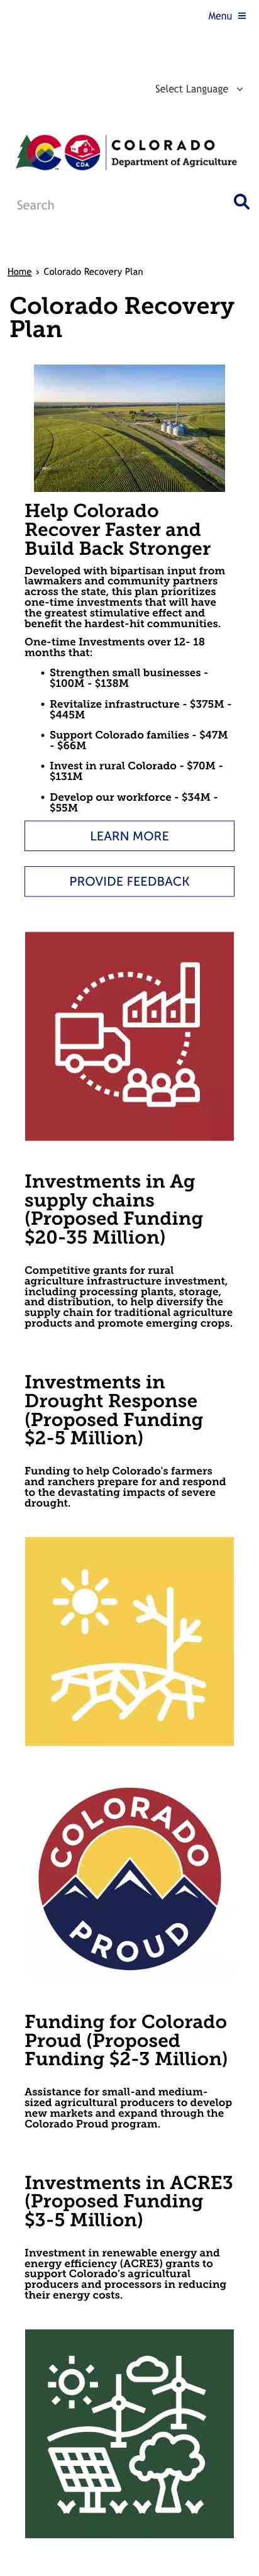 Menu
Select Language
COLORADO
Department of Agriculture
CDA
Search
Home › Colorado Recovery Plan
Colorado Recovery
Plan
Help Colorado
Recover Faster and
Build Back Stronger
Developed with bipartisan input from
lawmakers and community partners
across the state, this plan prioritizes
one-time investments that will have
the greatest stimulative effect and
benefit the hardest-hit communities.
One-time Investments over 12- 18
months that:
• Strengthen small businesses -
$100M - $138M
• Revitalize infrastructure - $375M -
$445M
• Support Colorado families - $47M
- $66M
• Invest in rural Colorado - $70M -
$131M
• Develop our workforce - $34M -
$55M
LEARN MORE
PROVIDE FEEDBACK
Investments in Ag
supply chains
(Proposed Funding
$20-35 Million)
Competitive grants for rural
agriculture infrastructure investment,
including processing plants, storage,
and distribution, to help diversify the
supply chain for traditional agriculture
products and promote emerging crops.
Investments in
Drought Response
(Proposed Funding
$2-5 Million)
Funding to help Colorado's farmers
and ranchers prepare for and respond
to the devastating impacts of severe
drought.
COLORADO
PROUD
Funding for Colorado
Proud (Proposed
Funding $2-3 Million)
Assistance for small-and medium-
sized agricultural producers to develop
new markets and expand through the
Colorado Proud program.
Investments in ACRE3
(Proposed Funding
$3-5 Million)
Investment in renewable energy and
energy efficiency (ACRE3) grants to
support Colorado's agricultural
producers and processors in reducing
their energy costs.